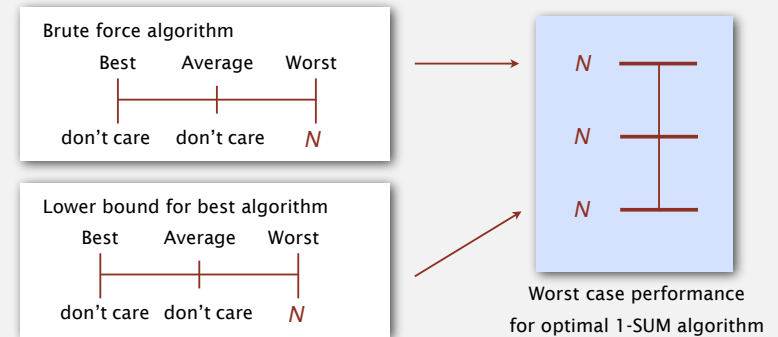 Brute force algorithm
Best Average Worst
don't care don't care N
Lower bound for best algorithm
Best Average Worst
don't care don't care N
N
N
N
Worst case performance
for optimal 1-SUM algorithm